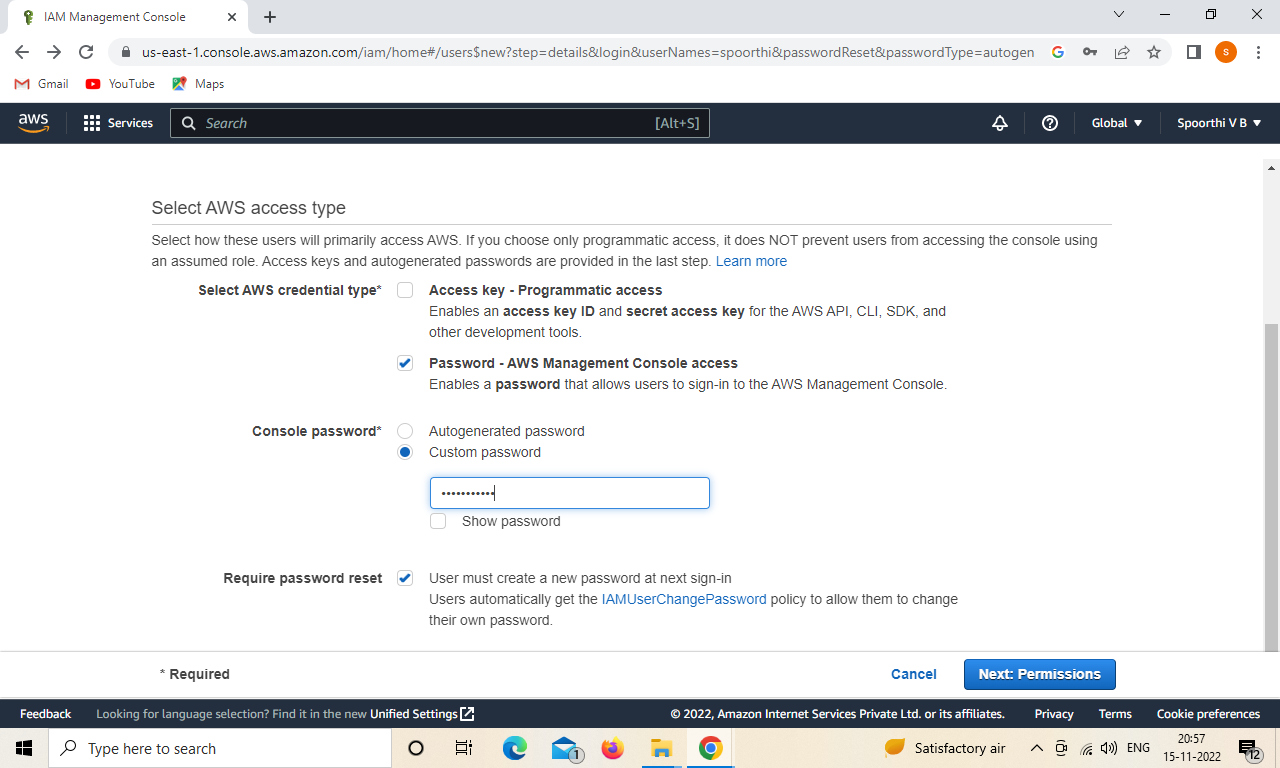 IAM Management Console
us-east-1.console.aws.amazon.com/iam/home#/users$new?step=details&login&userNames=spoorthi&passwordReset&passwordType=autogen
s
Gmail
YouTube
Maps
aws
Services
Search
[Alt+S]
Global
Spoorthi V B
Select AWS access type
Select how these users will primarily access AWS. If you choose only programmatic access, it does NOT prevent users from accessing the console using
an assumed role. Access keys and autogenerated passwords are provided in the last step. Learn more
Select AWS credential type*
Access key - Programmatic access
Enables an access key ID and secret access key for the AWS API, CLI, SDK, and
other development tools.
Password - AWS Management Console access
Enables a password that allows users to sign-in to the AWS Management Console.
Console password*
Autogenerated password
Custom password
•••••••••••
Show password
Require password reset
User must create a new password at next sign-in
Users automatically get the IAMUserChangePassword policy to allow them to change
their own password.
* Required
Cancel
Next: Permissions
Feedback
Looking for language selection? Find it in the new Unified Settings
© 2022, Amazon Internet Services Private Ltd. or its affiliates.
Privacy
Terms
Cookie preferences
Type here to search
1
Satisfactory air
ENG
20:57
15-11-2022
12